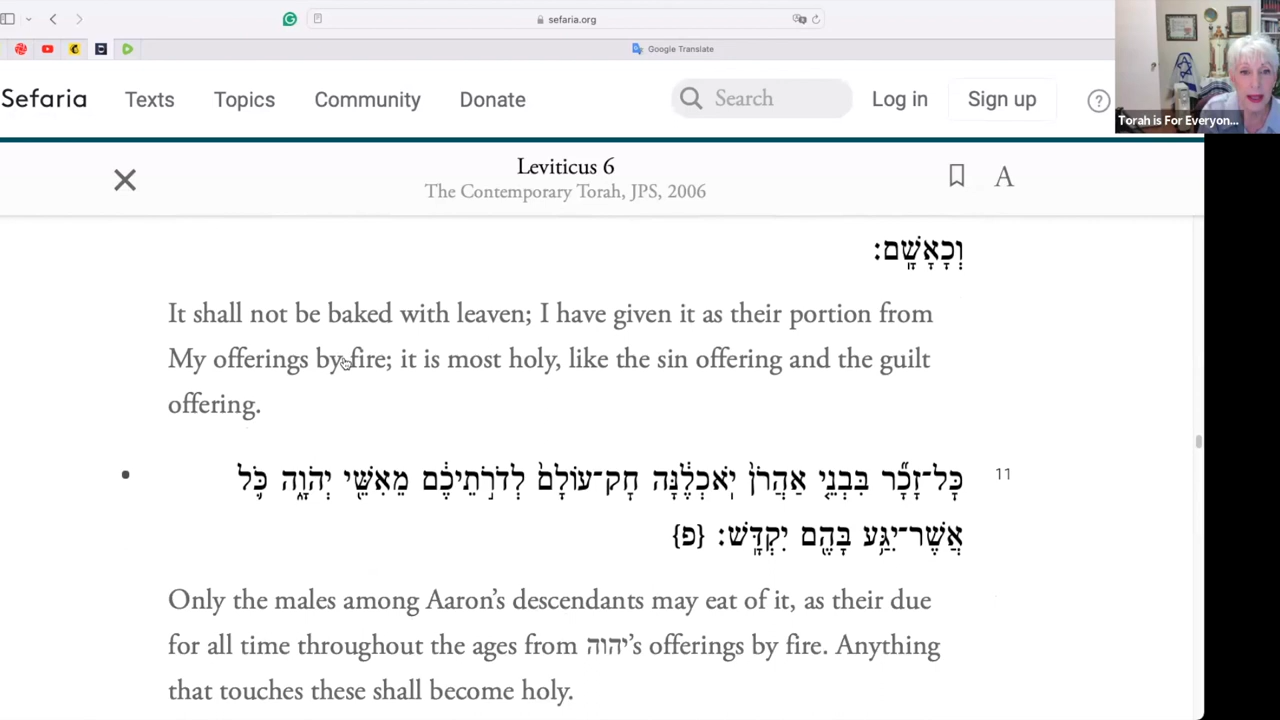 sefaria.org
Google Translate
Sefaria Texts Topics Community Donate Search Log in Sign up ?
Torah is For Everyon...
Leviticus 6
The Contemporary Torah, JPS, 2006
A
וְכָאָשָֽׁם׃
It shall not be baked with leaven; I have given it as their portion from
My offerings by fire; it is most holy, like the sin offering and the guilt
offering.
11
כׇּל־זָכָ֞ר בִּבְנֵ֤י אַהֲרֹן֙ יֹֽאכְלֶ֔נָּה חׇק־עוֹלָם֙ לְדֹרֹ֣תֵיכֶ֔ם מֵאִשֵּׁ֖י יְהֹוָ֑ה כֹּ֛ל
אֲשֶׁר־יִגַּ֥ע בָּהֶ֖ם יִקְדָּֽשׁ׃ {פ}
Only the males among Aaron’s descendants may eat of it, as their due
for all time throughout the ages from יהוה’s offerings by fire. Anything
that touches these shall become holy.